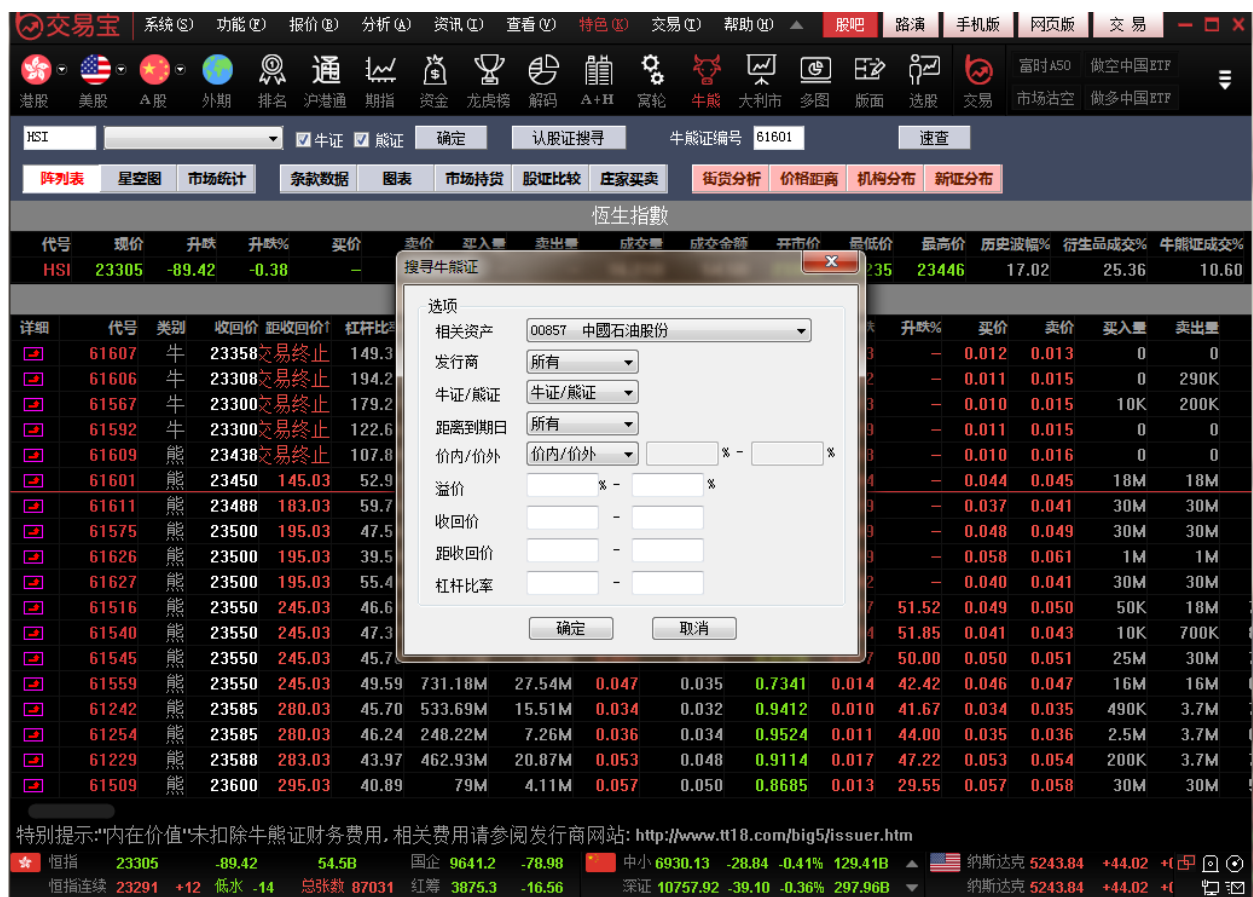 交易宝 系统(S) 功能(F) 报价(B) 分析(A) 资讯(I) 查看(V) 特色(K) 交易(T) 帮助(H) 股吧 路演 手机版 网页版 交 易
通 富时A50 做空中国ETF
港股 美股 A股 外期 排名 沪港通 期指 资金 龙虎榜 解码 A+H 窝轮 牛熊 大利市 多图 版面 选股 交易 市场沽空 做多中国ETF
HSI 牛证 熊证 确定 认股证搜寻 牛熊证编号 61601 速查
阵列表 星空图 市场统计 条款数据 图表 市场持货 股证比较 庄家买卖 街货分析 价格距离 机构分布 新证分布
恆生指數
代号 现价 升跌 升跌% 买价 卖价 买入量 卖出量 成交量 成交金额 开市价 最低价 最高价 历史波幅% 衍生品成交% 牛熊证成交%
HSI 23305 -89.42 -0.38 – 235 23446 17.02 25.36 10.60
搜寻牛熊证
选项
相关资产 00857 中國石油股份
发行商 所有
牛证/熊证 牛证/熊证
距离到期日 所有
价内/价外 价内/价外 % - %
溢价 % - %
收回价 -
距收回价 -
杠杆比率 -
确定 取消
详细 代号 类别 收回价 距收回价↑ 杠杆比 升跌% 买价 卖价 买入量 卖出量
61607 牛 23358 交易终止 149.3 – 0.012 0.013 0 0
61606 牛 23308 交易终止 194.2 – 0.011 0.015 0 290K
61567 牛 23300 交易终止 179.2 – 0.010 0.015 10K 200K
61592 牛 23300 交易终止 122.6 – 0.011 0.015 0 0
61609 熊 23438 交易终止 107.8 – 0.010 0.016 0 0
61601 熊 23450 145.03 52.9 – 0.044 0.045 18M 18M
61611 熊 23488 183.03 59.7 – 0.037 0.041 30M 30M
61575 熊 23500 195.03 47.5 – 0.048 0.049 30M 30M
61626 熊 23500 195.03 39.5 – 0.058 0.061 1M 1M
61627 熊 23500 195.03 55.4 – 0.040 0.041 30M 30M
61516 熊 23550 245.03 46.6 51.52 0.049 0.050 50K 18M
61540 熊 23550 245.03 47.3 51.85 0.041 0.043 10K 700K
61545 熊 23550 245.03 45.7 50.00 0.050 0.051 25M 30M
61559 熊 23550 245.03 49.59 731.18M 27.54M 0.047 0.035 0.7341 0.014 42.42 0.046 0.047 16M 16M
61242 熊 23585 280.03 45.70 533.69M 15.51M 0.034 0.032 0.9412 0.010 41.67 0.034 0.035 490K 3.7M
61254 熊 23585 280.03 46.24 248.22M 7.26M 0.036 0.034 0.9524 0.011 44.00 0.035 0.036 2.5M 3.7M
61229 熊 23588 283.03 43.97 462.93M 20.87M 0.053 0.048 0.9114 0.017 47.22 0.053 0.054 200K 3.7M
61509 熊 23600 295.03 40.89 79M 4.11M 0.057 0.050 0.8685 0.013 29.55 0.057 0.058 30M 30M
特别提示:"内在价值"未扣除牛熊证财务费用,相关费用请参阅发行商网站: http://www.tt18.com/big5/issuer.htm
恒指 23305 -89.42 54.5B 国企 9641.2 -78.98 中小 6930.13 -28.84 -0.41% 129.41B 纳斯达克 5243.84 +44.02
恒指连续 23291 +12 低水 -14 总张数 87031 红筹 3875.3 -16.56 深证 10757.92 -39.10 -0.36% 297.96B 纳斯达克 5243.84 +44.02